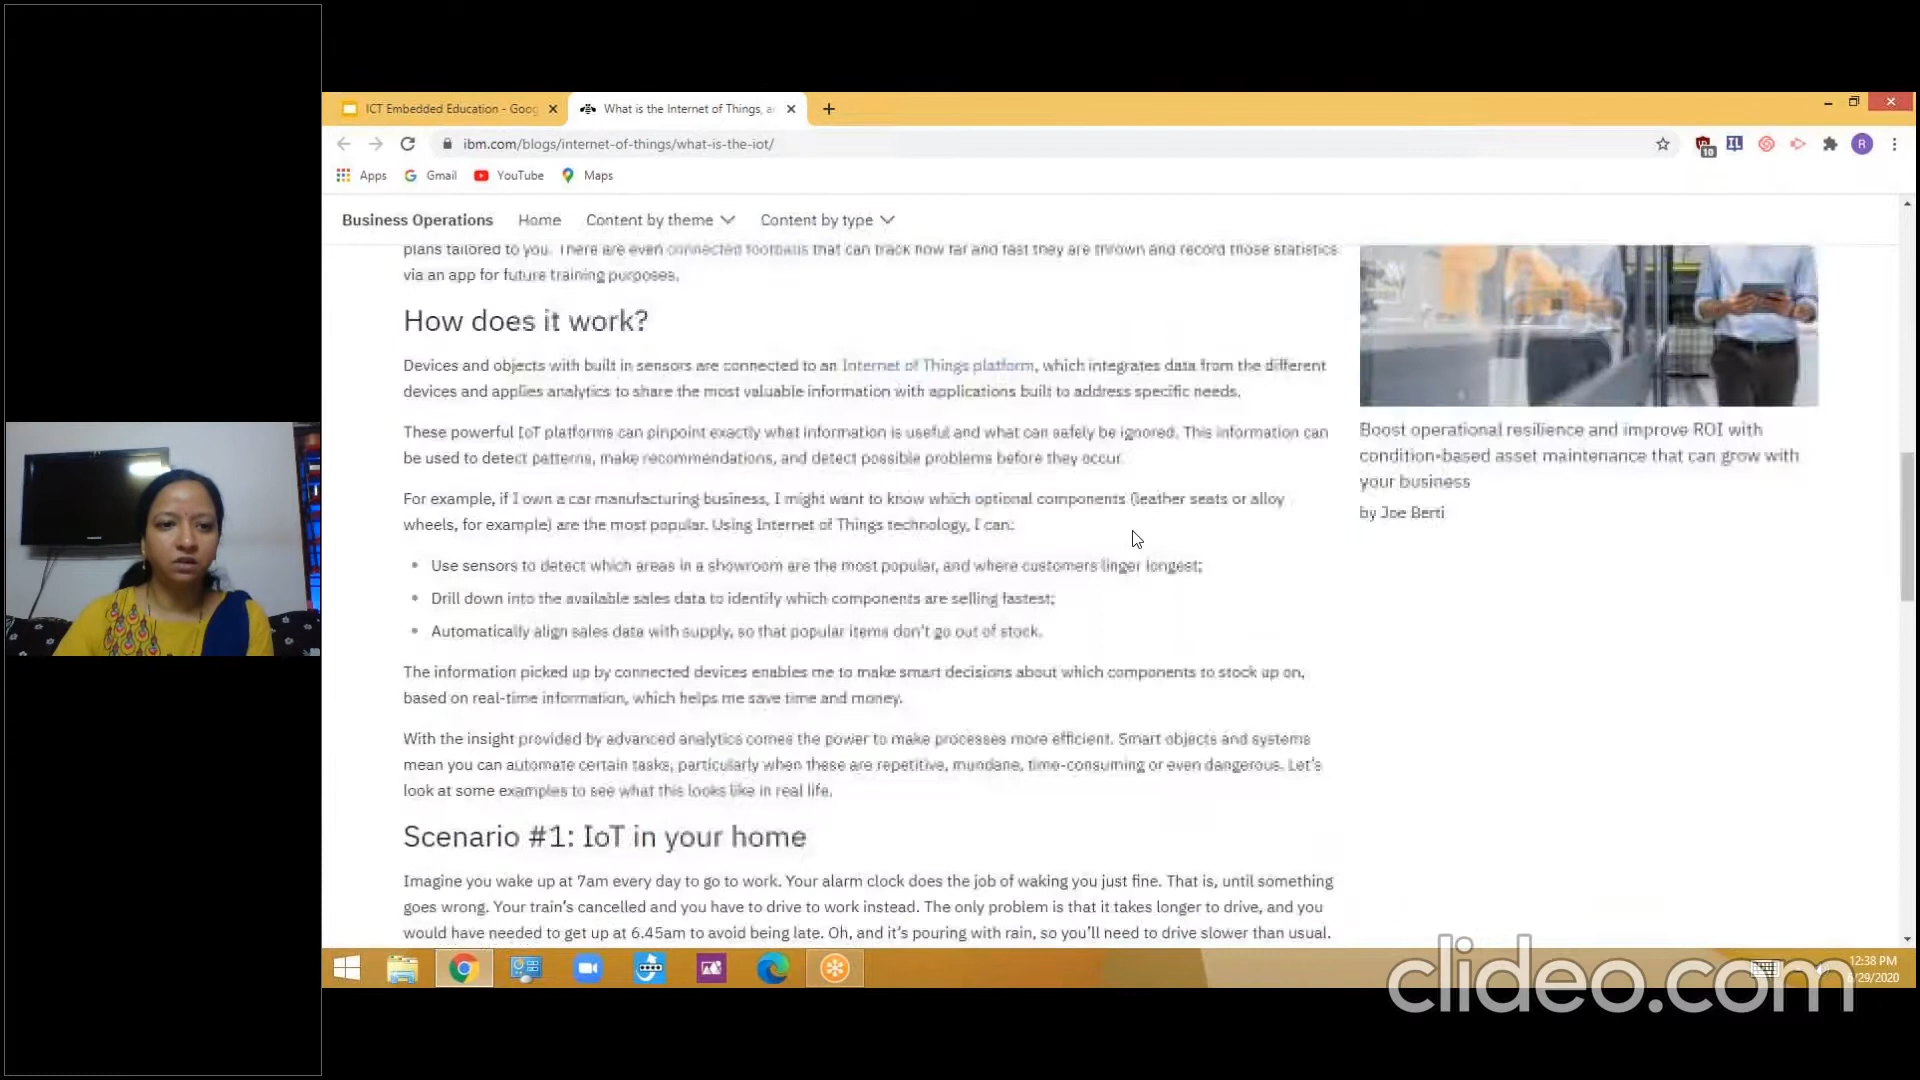 ICT Embedded Education - Goog
What is the Internet of Things, a
ibm.com/blogs/internet-of-things/what-is-the-iot/
10
IL
R
Apps
Gmail
YouTube
Maps
Business Operations
Home
Content by theme
Content by type
plans tailored to you. There are even connected footballs that can track how far and fast they are thrown and record those statistics
via an app for future training purposes.
How does it work?
Devices and objects with built in sensors are connected to an Internet of Things platform, which integrates data from the different
devices and applies analytics to share the most valuable information with applications built to address specific needs.
These powerful IoT platforms can pinpoint exactly what information is useful and what can safely be ignored. This information can
be used to detect patterns, make recommendations, and detect possible problems before they occur.
For example, if I own a car manufacturing business, I might want to know which optional components (leather seats or alloy
wheels, for example) are the most popular. Using Internet of Things technology, I can:
• Use sensors to detect which areas in a showroom are the most popular, and where customers linger longest;
• Drill down into the available sales data to identify which components are selling fastest;
• Automatically align sales data with supply, so that popular items don't go out of stock.
The information picked up by connected devices enables me to make smart decisions about which components to stock up on,
based on real-time information, which helps me save time and money.
With the insight provided by advanced analytics comes the power to make processes more efficient. Smart objects and systems
mean you can automate certain tasks, particularly when these are repetitive, mundane, time-consuming or even dangerous. Let's
look at some examples to see what this looks like in real life.
Scenario #1: IoT in your home
Imagine you wake up at 7am every day to go to work. Your alarm clock does the job of waking you just fine. That is, until something
goes wrong. Your train's cancelled and you have to drive to work instead. The only problem is that it takes longer to drive, and you
would have needed to get up at 6.45am to avoid being late. Oh, and it's pouring with rain, so you'll need to drive slower than usual.
Boost operational resilience and improve ROI with
condition-based asset maintenance that can grow with
your business
by Joe Berti
12:38 PM
6/29/2020
clideo.com